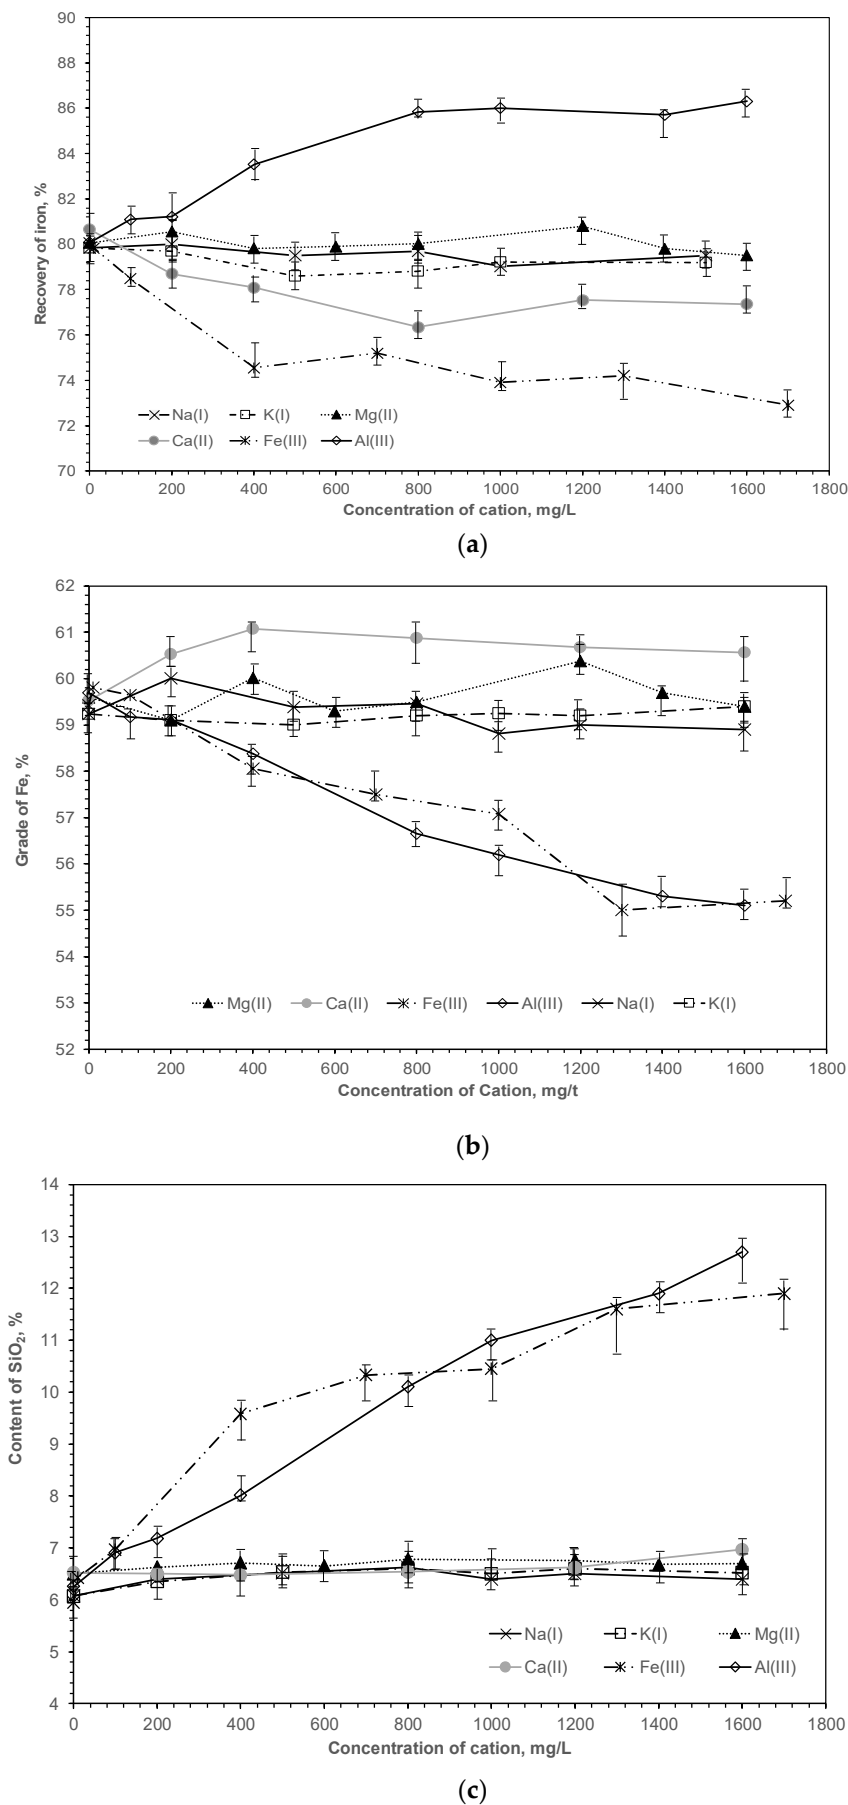 90
88
86
84
82
80
78
76
74
72
70
Recovery of iron, %
Na(I) K(I) Mg(II)
Ca(II) Fe(III) Al(III)
0 200 400 600 800 1000 1200 1400 1600 1800
Concentration of cation, mg/L
(a)
62
61
60
59
58
57
56
55
54
53
52
Grade of Fe, %
Mg(II) Ca(II) Fe(III) Al(III) Na(I) K(I)
0 200 400 600 800 1000 1200 1400 1600 1800
Concentration of Cation, mg/t
(b)
14
13
12
11
10
9
8
7
6
5
4
Content of SiO₂, %
Na(I) K(I) Mg(II)
Ca(II) Fe(III) Al(III)
0 200 400 600 800 1000 1200 1400 1600 1800
Concentration of cation, mg/L
(c)